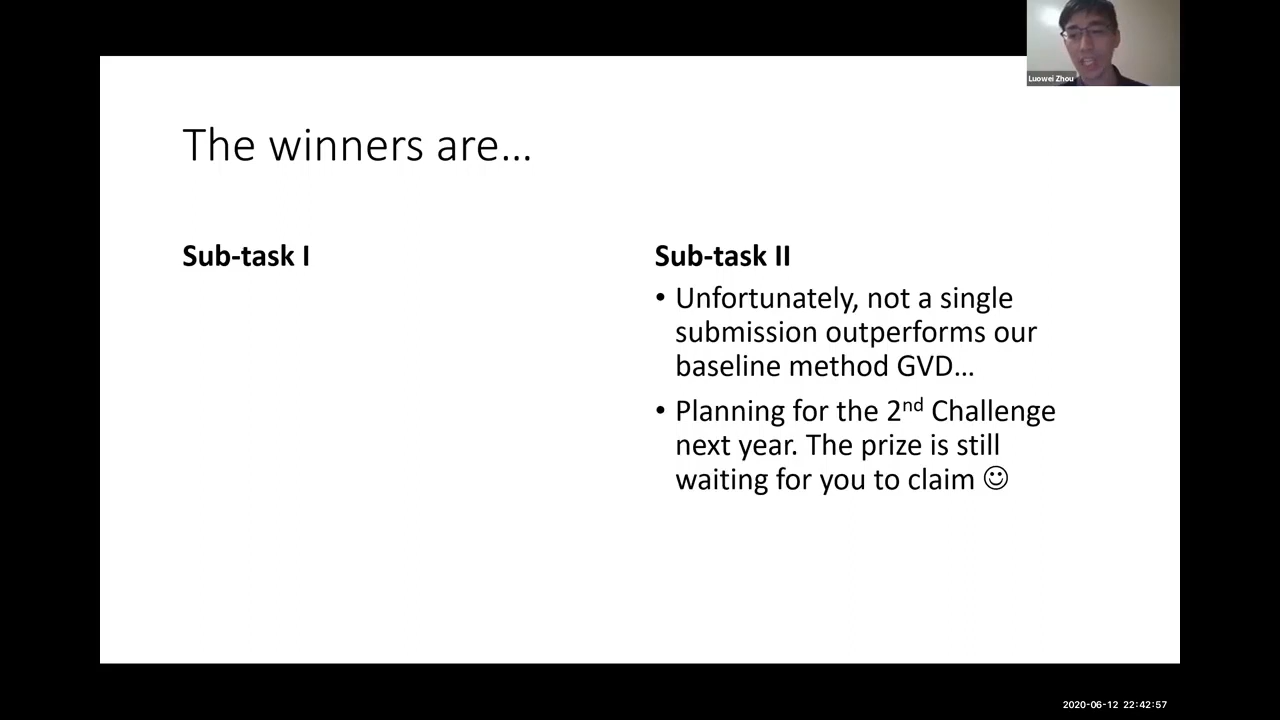 Luowei Zhou
The winners are...
Sub-task I
Sub-task II
• Unfortunately, not a single
submission outperforms our
baseline method GVD...
• Planning for the 2nd Challenge
next year. The prize is still
waiting for you to claim ☺
2020-06-12 22:42:57